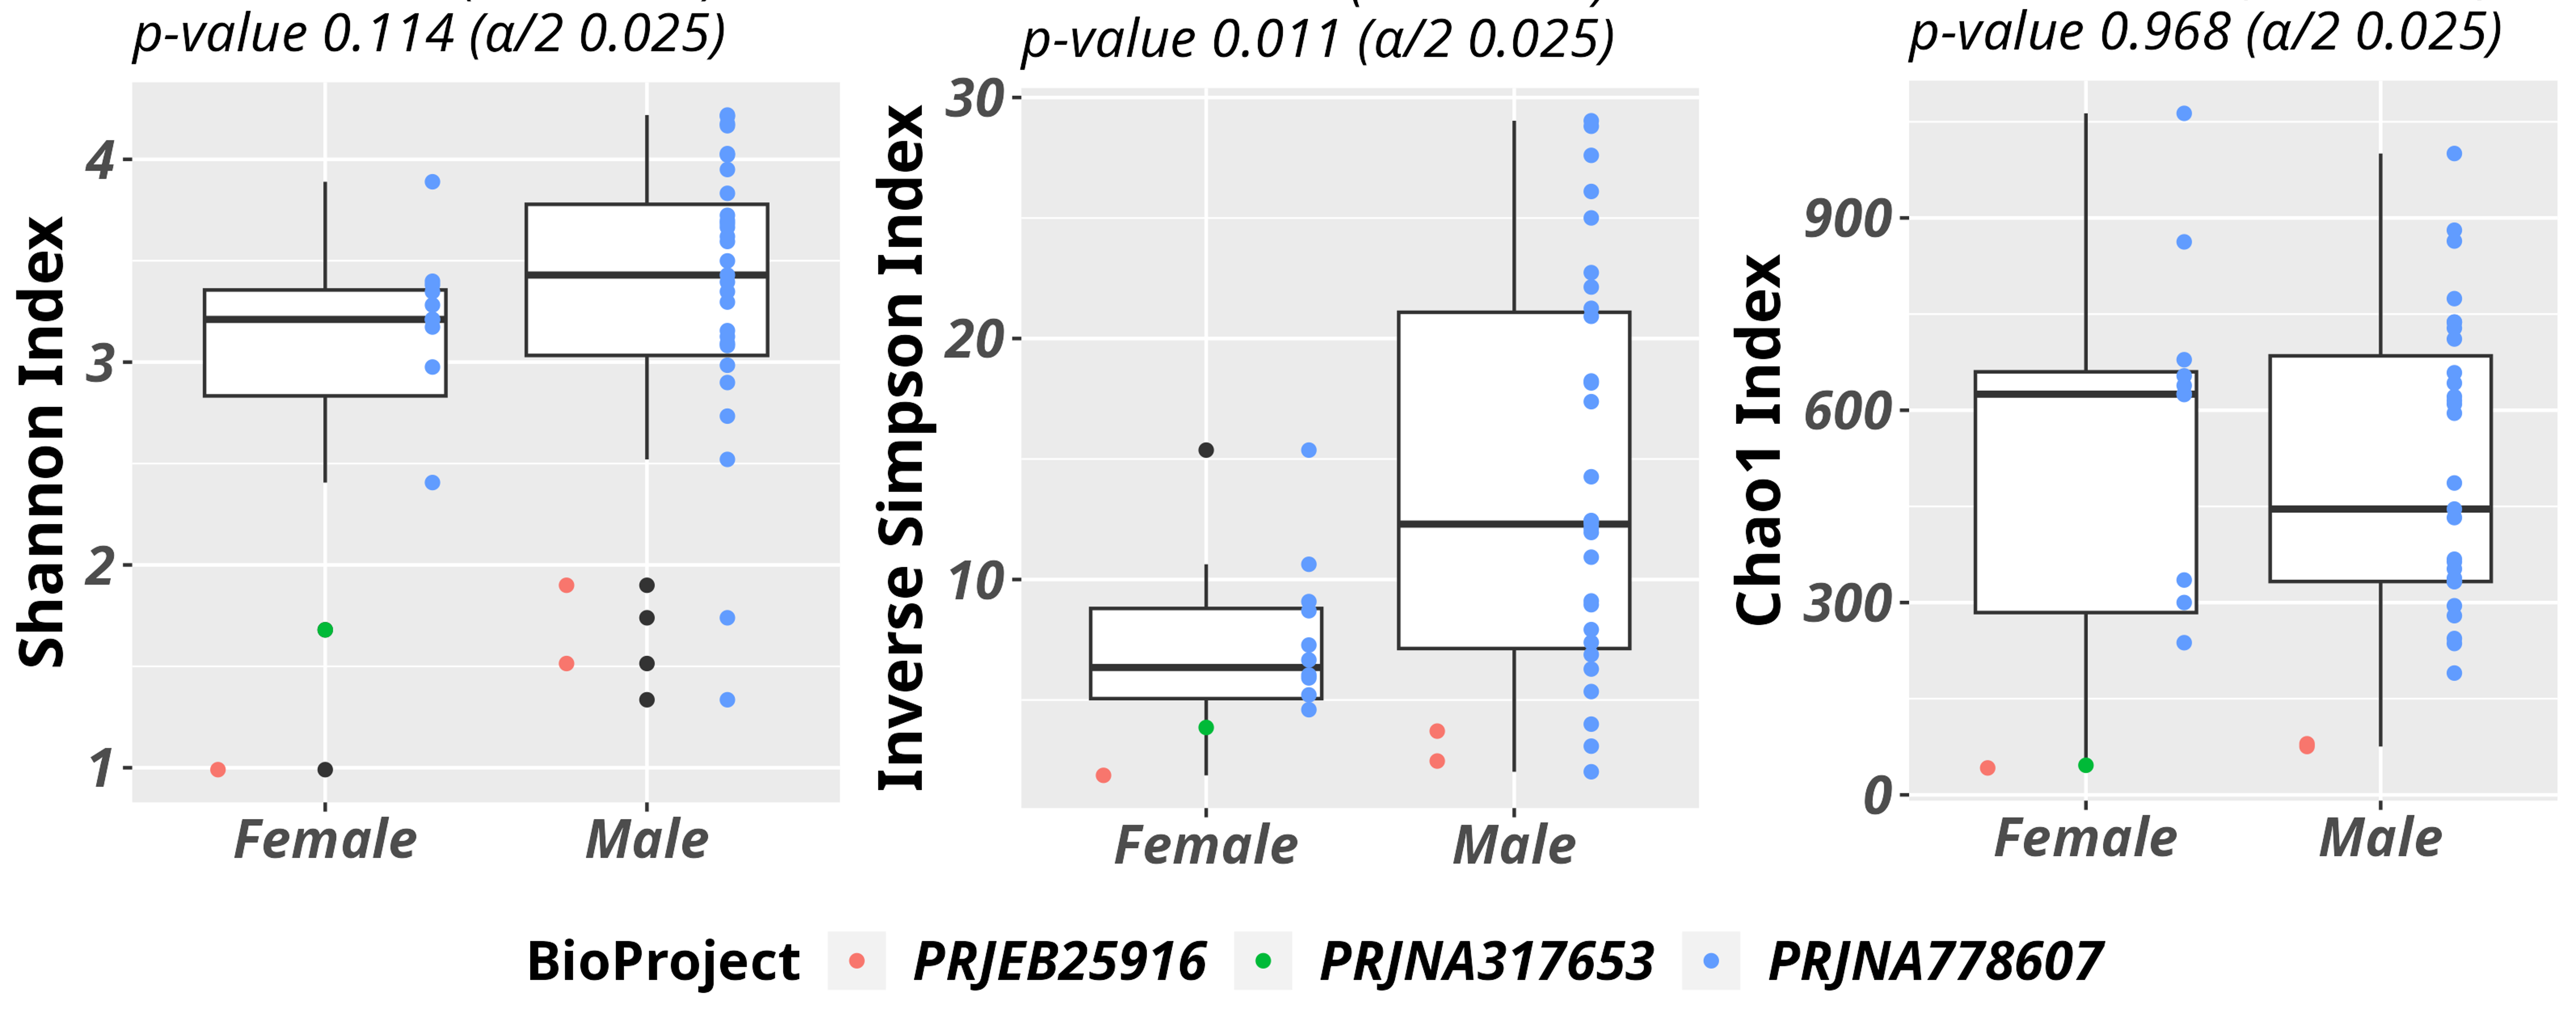 p-value 0.114 (α/2 0.025)
Shannon Index
4
3
2
1
Female Male
p-value 0.011 (α/2 0.025)
Inverse Simpson Index
30
20
10
Female Male
p-value 0.968 (α/2 0.025)
Chao1 Index
900
600
300
0
Female Male
BioProject PRJEB25916 PRJNA317653 PRJNA778607